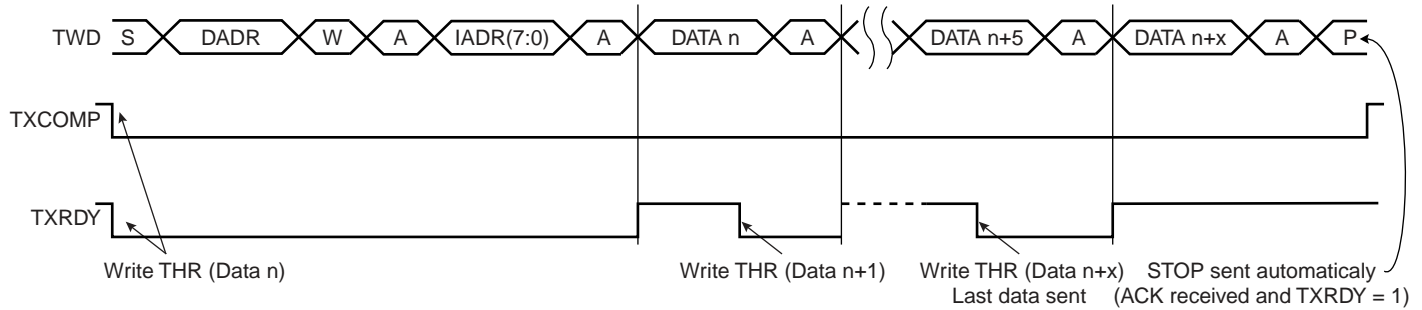 TWD S DADR W A IADR(7:0) A DATA n A DATA n+5 A DATA n+x A P
TXCOMP
TXRDY
Write THR (Data n) Write THR (Data n+1) Write THR (Data n+x) STOP sent automaticaly
Last data sent (ACK received and TXRDY = 1)